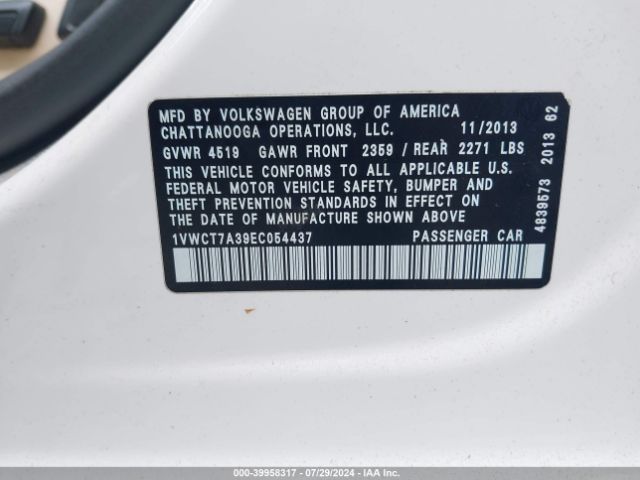 MFD BY VOLKSWAGEN GROUP OF AMERICA
CHATTANOOGA OPERATIONS, LLC. 11/2013
GVWR 4519 GAWR FRONT 2359 / REAR 2271 LBS
THIS VEHICLE CONFORMS TO ALL APPLICABLE U.S.
FEDERAL MOTOR VEHICLE SAFETY, BUMPER AND
THEFT PREVENTION STANDARDS IN EFFECT ON
THE DATE OF MANUFACTURE SHOWN ABOVE.
1VWCT7A39EC054437 PASSENGER CAR
4839573 2013 62
000-39958317 - 07/29/2024 - Copart, Inc.